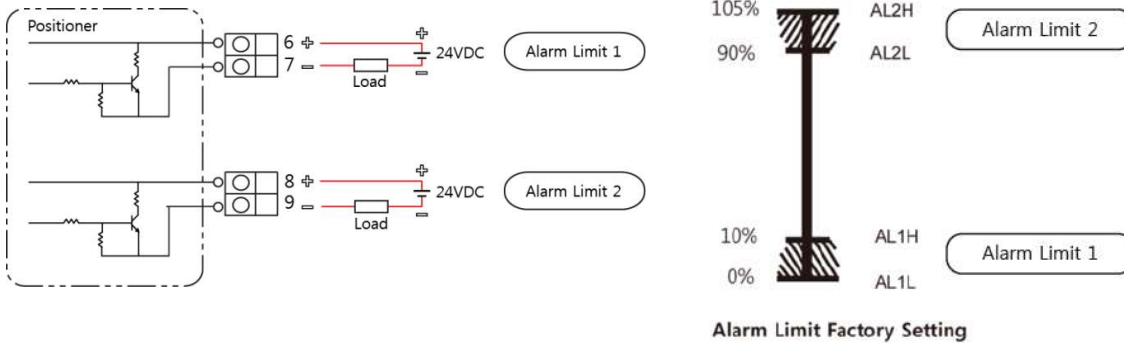 Positioner
6 +
7 −
+
24VDC
−
Load
Alarm Limit 1
8 +
9 −
+
24VDC
−
Load
Alarm Limit 2
105%
AL2H
Alarm Limit 2
90%
AL2L
10%
AL1H
Alarm Limit 1
0%
AL1L
Alarm Limit Factory Setting